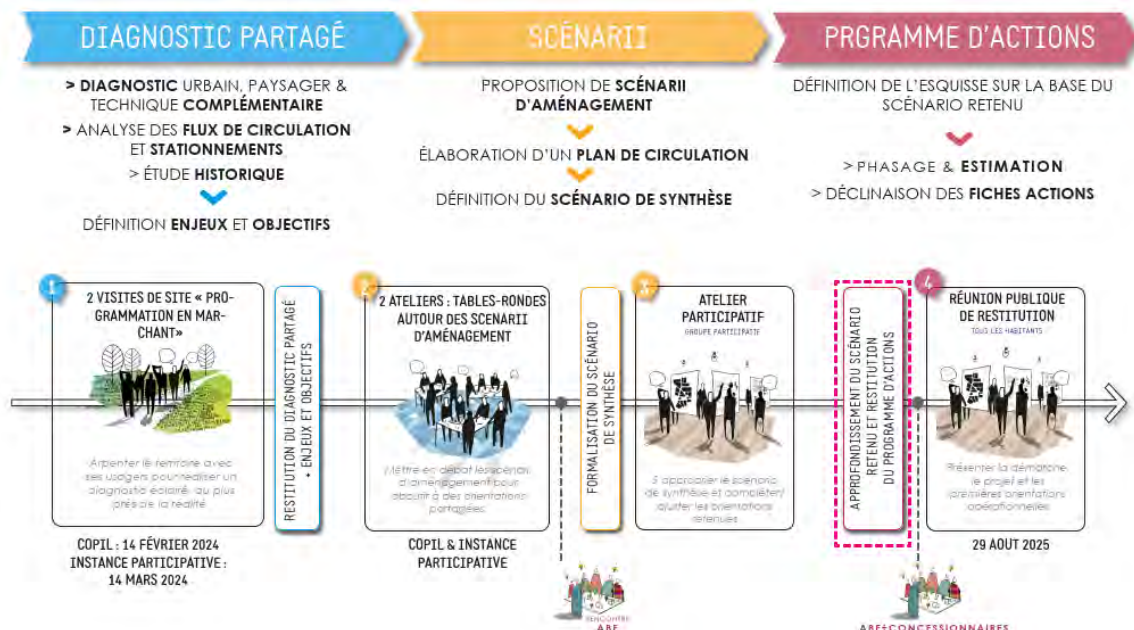 DIAGNOSTIC PARTAGÉ
> DIAGNOSTIC URBAIN, PAYSAGER &
TECHNIQUE COMPLÉMENTAIRE
> ANALYSE DES FLUX DE CIRCULATION
ET STATIONNEMENTS
> ÉTUDE HISTORIQUE
DÉFINITION ENJEUX ET OBJECTIFS
SCÉNARII
PROPOSITION DE SCÉNARII
D'AMÉNAGEMENT
ÉLABORATION D'UN PLAN DE CIRCULATION
DÉFINITION DU SCÉNARIO DE SYNTHÈSE
PRGRAMME D'ACTIONS
DÉFINITION DE L'ESQUISSE SUR LA BASE DU
SCÉNARIO RETENU
> PHASAGE & ESTIMATION
> DÉCLINAISON DES FICHES ACTIONS
1
2 VISITES DE SITE « PRO-
GRAMMATION EN MAR-
CHANT»
Arpenter le terrain avec
ses usagers pour réaliser un
diagnostic éclairé, au plus
près de la réalité
COPIL : 14 FÉVRIER 2024
INSTANCE PARTICIPATIVE :
14 MARS 2024
RESTITUTION DU DIAGNOSTIC PARTAGÉ
+ ENJEUX ET OBJECTIFS
2
2 ATELIERS : TABLES-RONDES
AUTOUR DES SCENARII
D'AMÉNAGEMENT
Mettre en débat les scénarii
d'aménagement pour
aboutir à des orientations
partagées
COPIL & INSTANCE
PARTICIPATIVE
RENCONTRE
ABF
FORMALISATION DU SCÉNARIO
DE SYNTHÈSE
3
ATELIER
PARTICIPATIF
GROUPE PARTICIPATIF
S'approprier le scénario
de synthèse et compléter/
ajuster les orientations
retenues
APPROFONDISSEMENT DU SCÉNARIO
RETENU ET RESTITUTION
DU PROGRAMME D'ACTIONS
ABF+CONCESSIONNAIRES
4
RÉUNION PUBLIQUE
DE RESTITUTION
TOUS LES HABITANTS
Présenter la démarche
le projet et les
premières orientations
opérationnelles
29 AOUT 2025